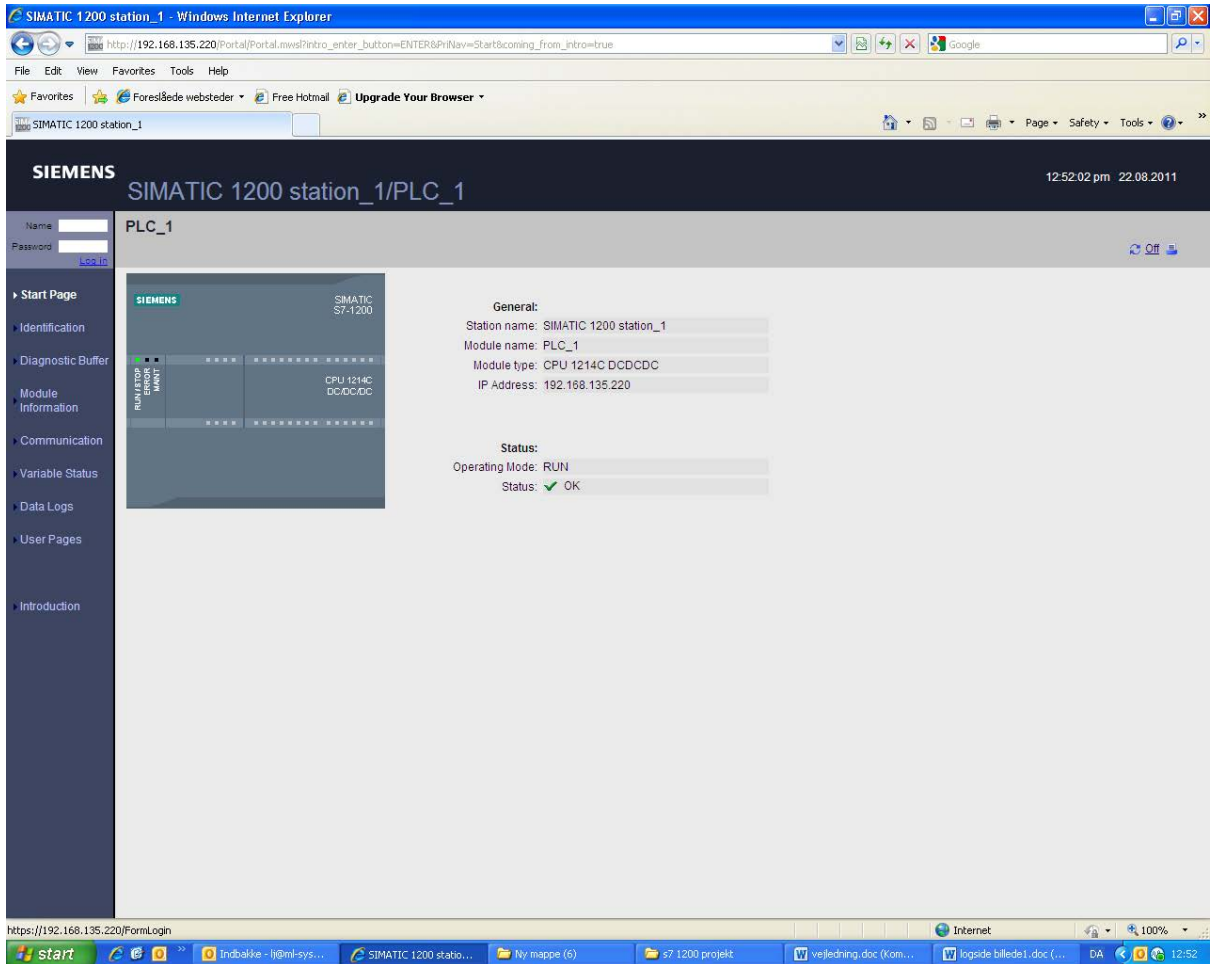 SIMATIC 1200 station_1 - Windows Internet Explorer
http://192.168.135.220/Portal/Portal.mwsl?intro_enter_button=ENTER&PriNav=Start&coming_from_intro=true
Google
File Edit View Favorites Tools Help
Favorites Foreslåede websteder Free Hotmail Upgrade Your Browser
SIMATIC 1200 station_1 Page Safety Tools »
SIEMENS
SIMATIC 1200 station_1/PLC_1
12:52:02 pm 22.08.2011
Name
Password
Log in
PLC_1
Off
Start Page
Identification
Diagnostic Buffer
Module
Information
Communication
Variable Status
Data Logs
User Pages
Introduction
SIEMENS
SIMATIC
S7-1200
RUN / STOP
ERROR
MAINT
CPU 1214C
DC/DC/DC
General:
Station name: SIMATIC 1200 station_1
Module name: PLC_1
Module type: CPU 1214C DCDCDC
IP Address: 192.168.135.220
Status:
Operating Mode: RUN
Status: ✔ OK
https://192.168.135.220/FormLogin
Internet
100%
start » Indbakke - lj@ml-sys... SIMATIC 1200 statio... Ny mappe (6) s7 1200 projekt vejledning.doc (Kom... logside billede1.doc (... DA 12:52